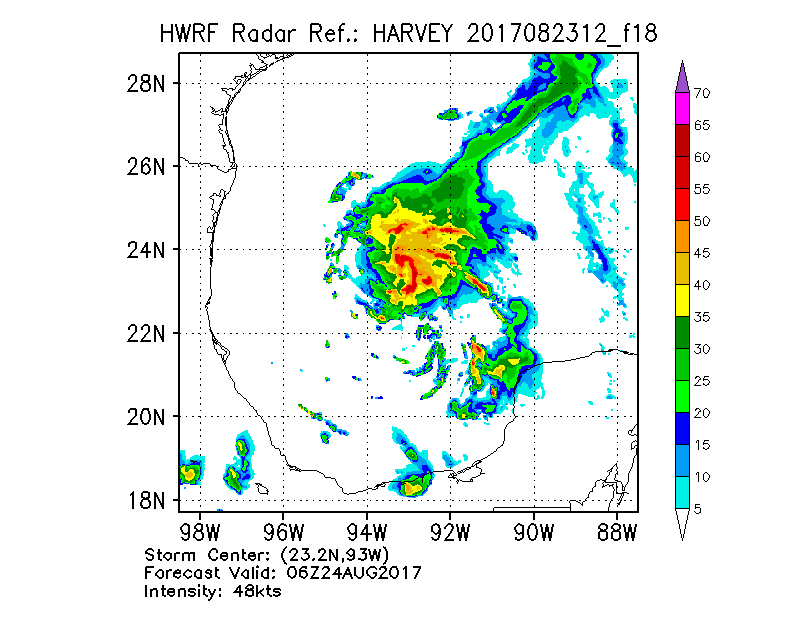 HWRF Radar Ref.: HARVEY 2017082312_f18
28N
26N
24N
22N
20N
18N
98W 96W 94W 92W 90W 88W
70
65
60
55
50
45
40
35
30
25
20
15
10
5
Storm Center: (23.2N,93W)
Forecast Valid: 06Z24AUG2017
Intensity: 48kts